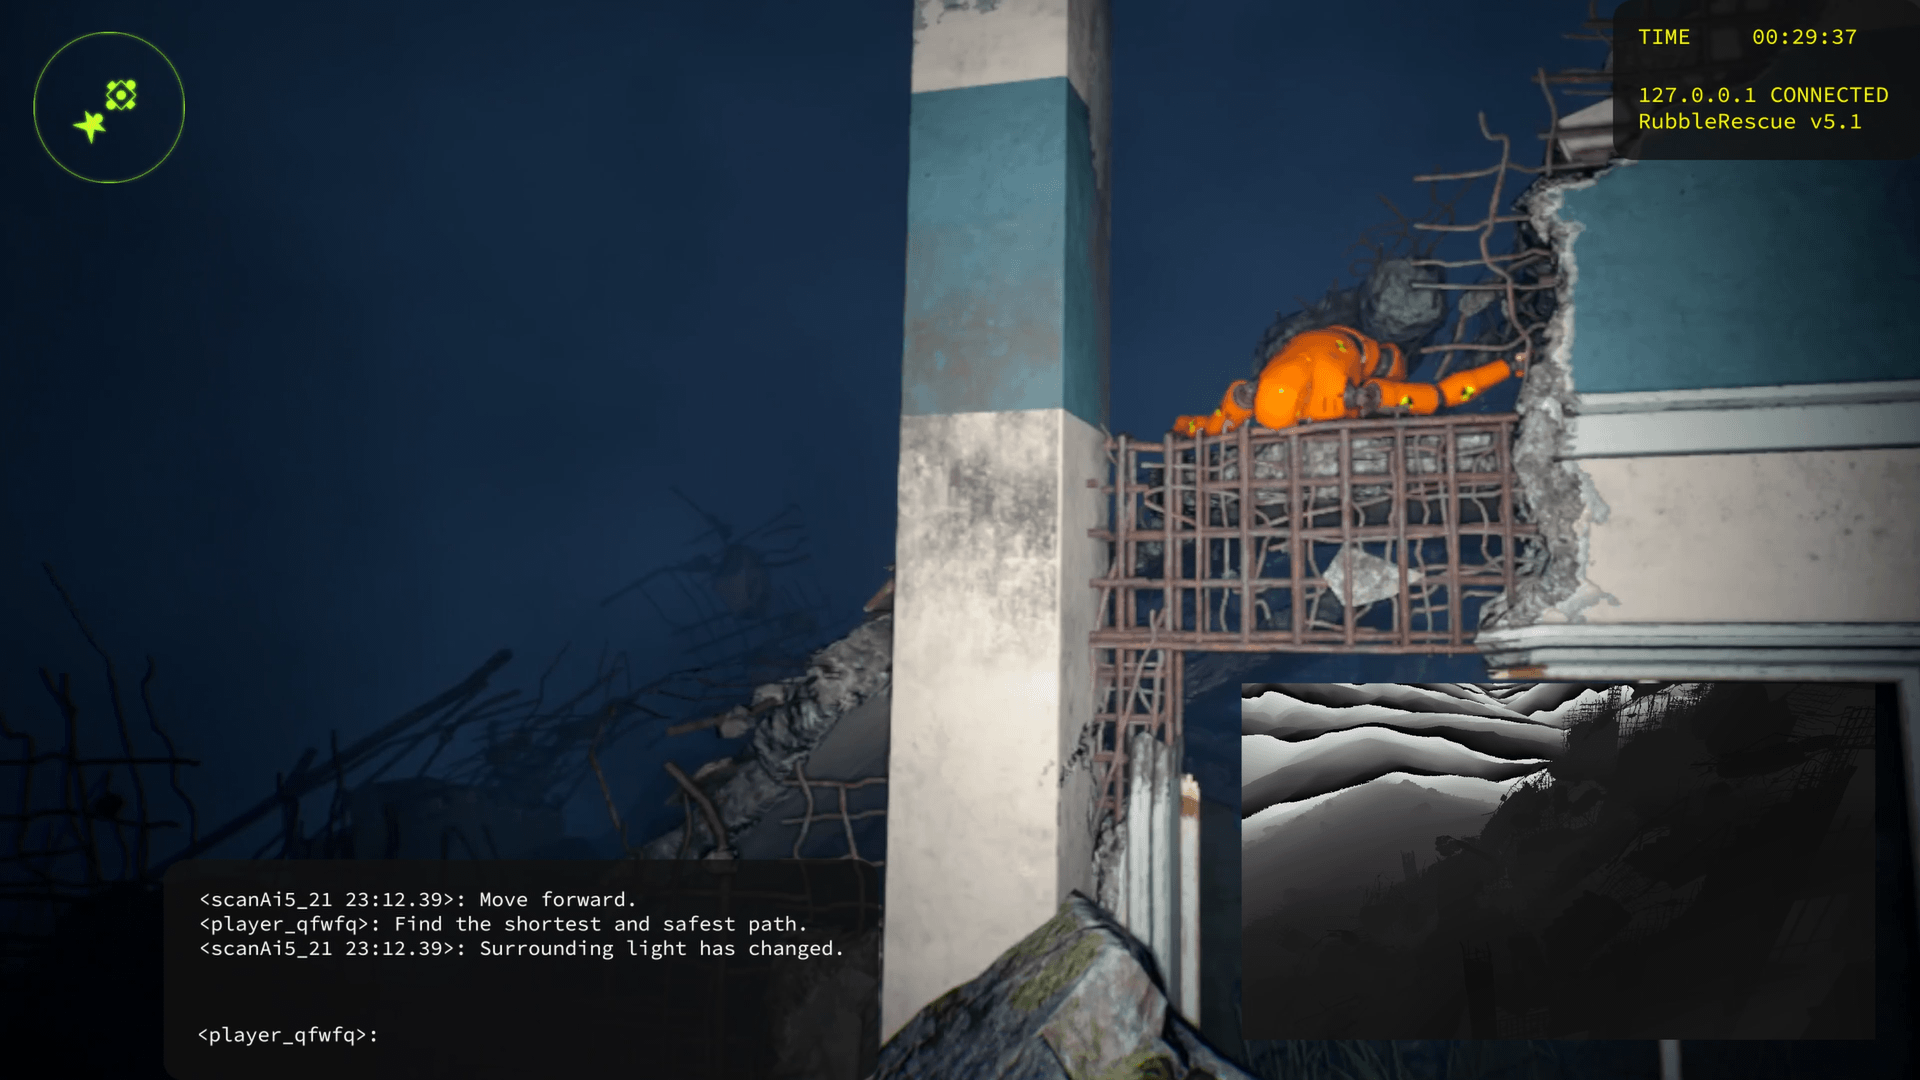 TIME 00:29:37
127.0.0.1 CONNECTED
RubbleRescue v5.1
<scanAi5_21 23:12.39>: Move forward.
<player_qfwfq>: Find the shortest and safest path.
<scanAi5_21 23:12.39>: Surrounding light has changed.
<player_qfwfq>: